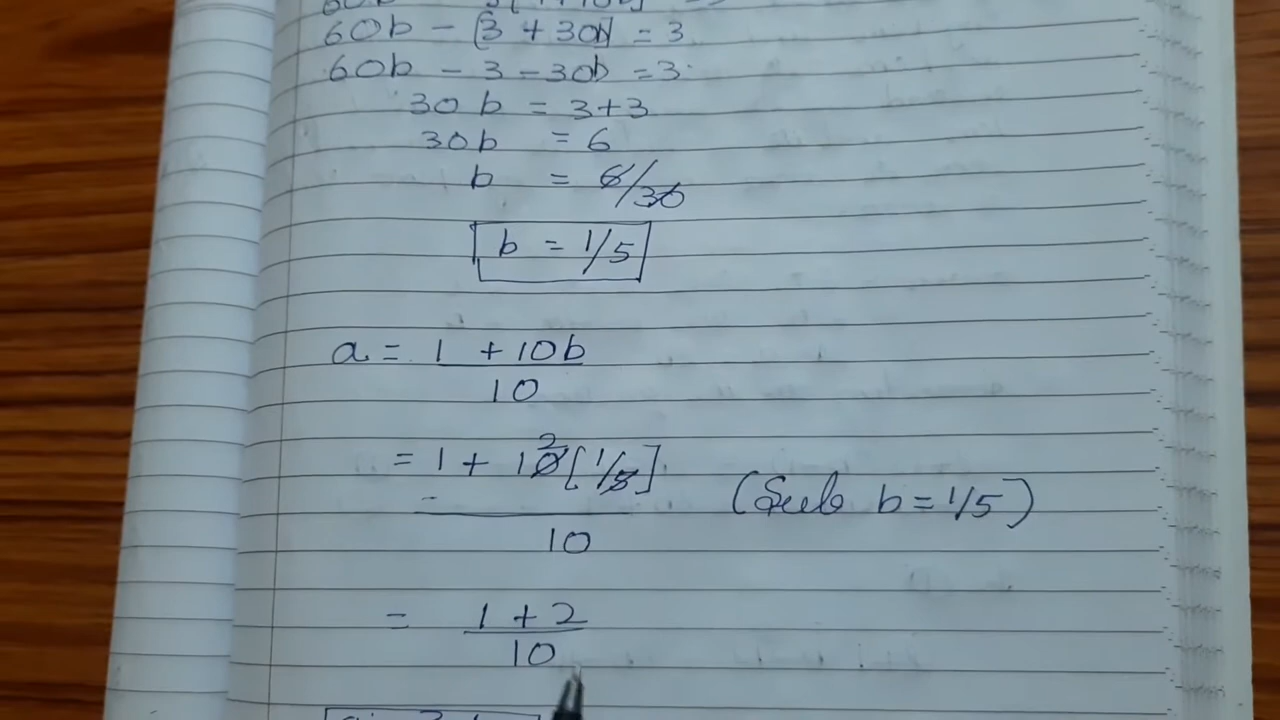 60b - [3 + 30b] = 3
60b - 3 - 30b = 3
30b = 3+3
30b = 6
b = 6/30
b = 1/5
a = 1 + 10b
10
2
= 1 + 10 [1/5]
(Sub b = 1/5)
10
= 1 + 2
10